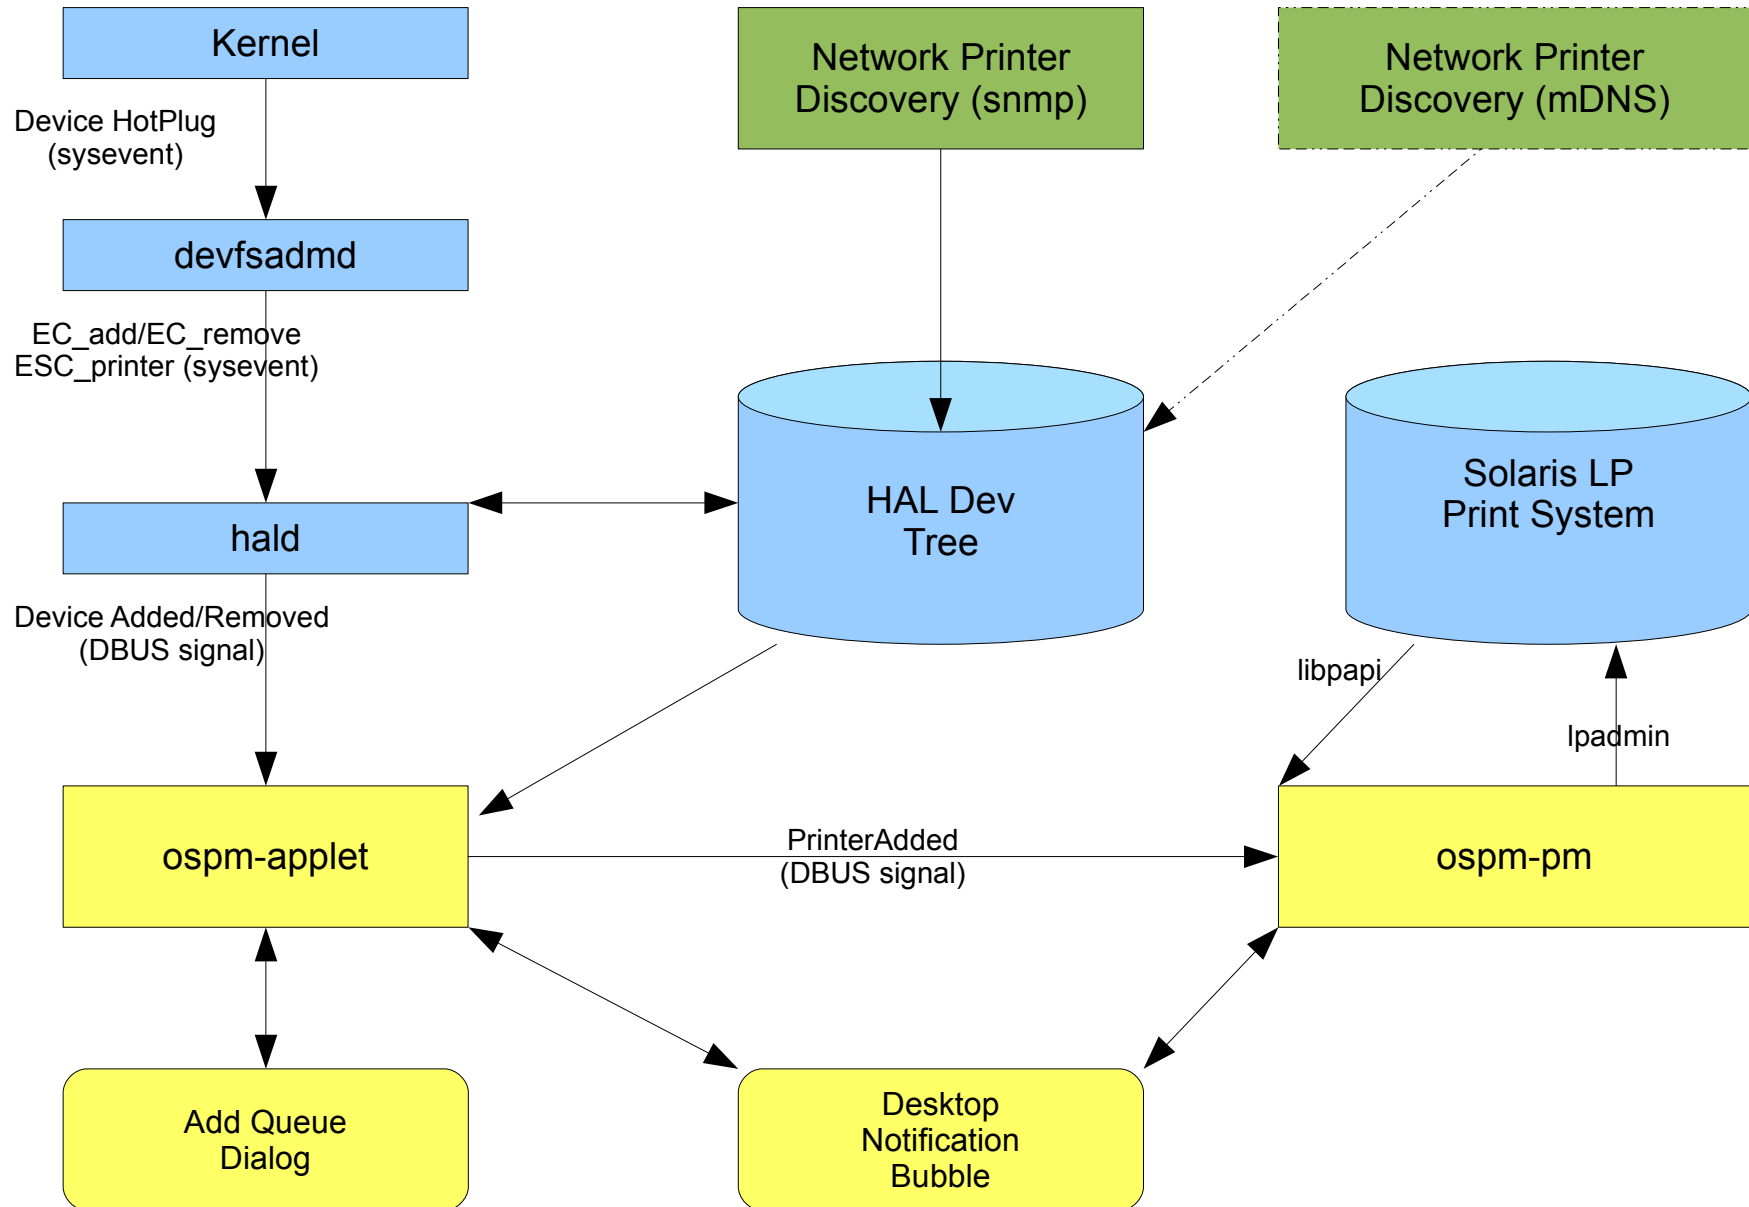 Kernel
Network Printer
Discovery (snmp)
Network Printer
Discovery (mDNS)
Device HotPlug
(sysevent)
devfsadmd
EC_add/EC_remove
ESC_printer (sysevent)
hald
HAL Dev
Tree
Solaris LP
Print System
Device Added/Removed
(DBUS signal)
libpapi
lpadmin
ospm-applet
PrinterAdded
(DBUS signal)
ospm-pm
Add Queue
Dialog
Desktop
Notification
Bubble